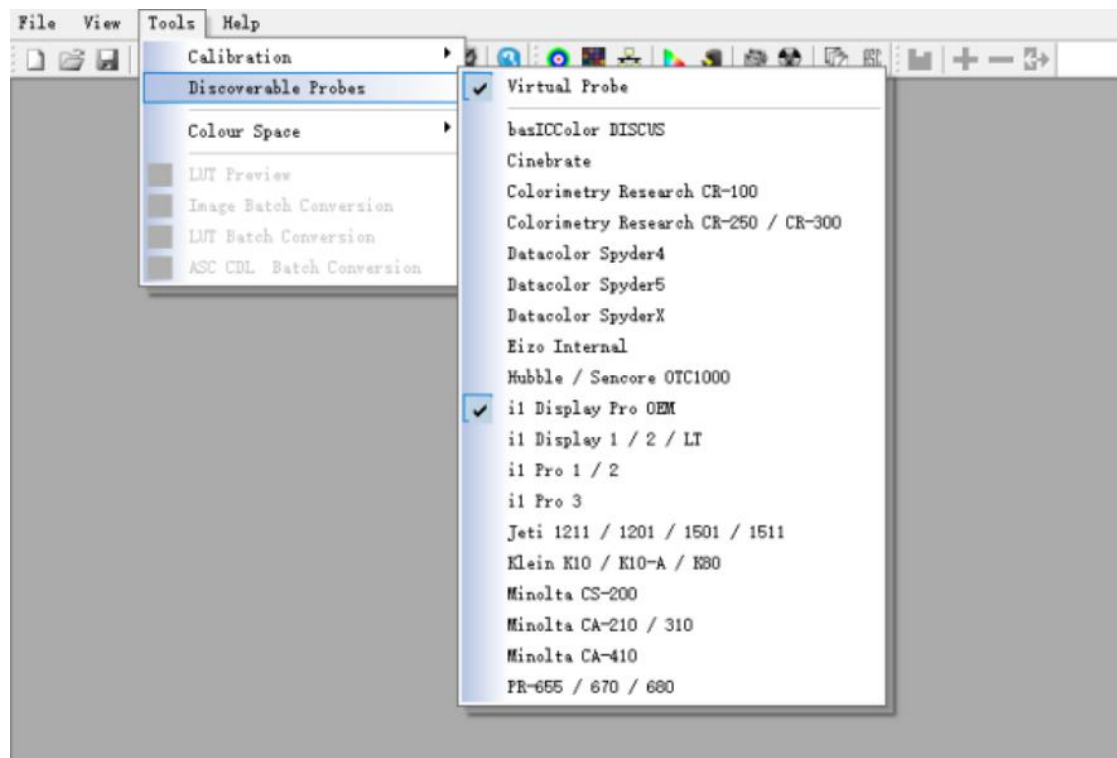 File View Tools Help
Calibration
Discoverable Probes
Colour Space
LUT Preview
Image Batch Conversion
LUT Batch Conversion
ASC CDL Batch Conversion
Virtual Probe
basICColor DISCUS
Cinebrate
Colorimetry Research CR-100
Colorimetry Research CR-250 / CR-300
Datacolor Spyder4
Datacolor Spyder5
Datacolor SpyderX
Eizo Internal
Hubble / Sencore OTC1000
i1 Display Pro OEM
i1 Display 1 / 2 / LT
i1 Pro 1 / 2
i1 Pro 3
Jeti 1211 / 1201 / 1501 / 1511
Klein K10 / K10-A / K80
Minolta CS-200
Minolta CA-210 / 310
Minolta CA-410
PR-655 / 670 / 680